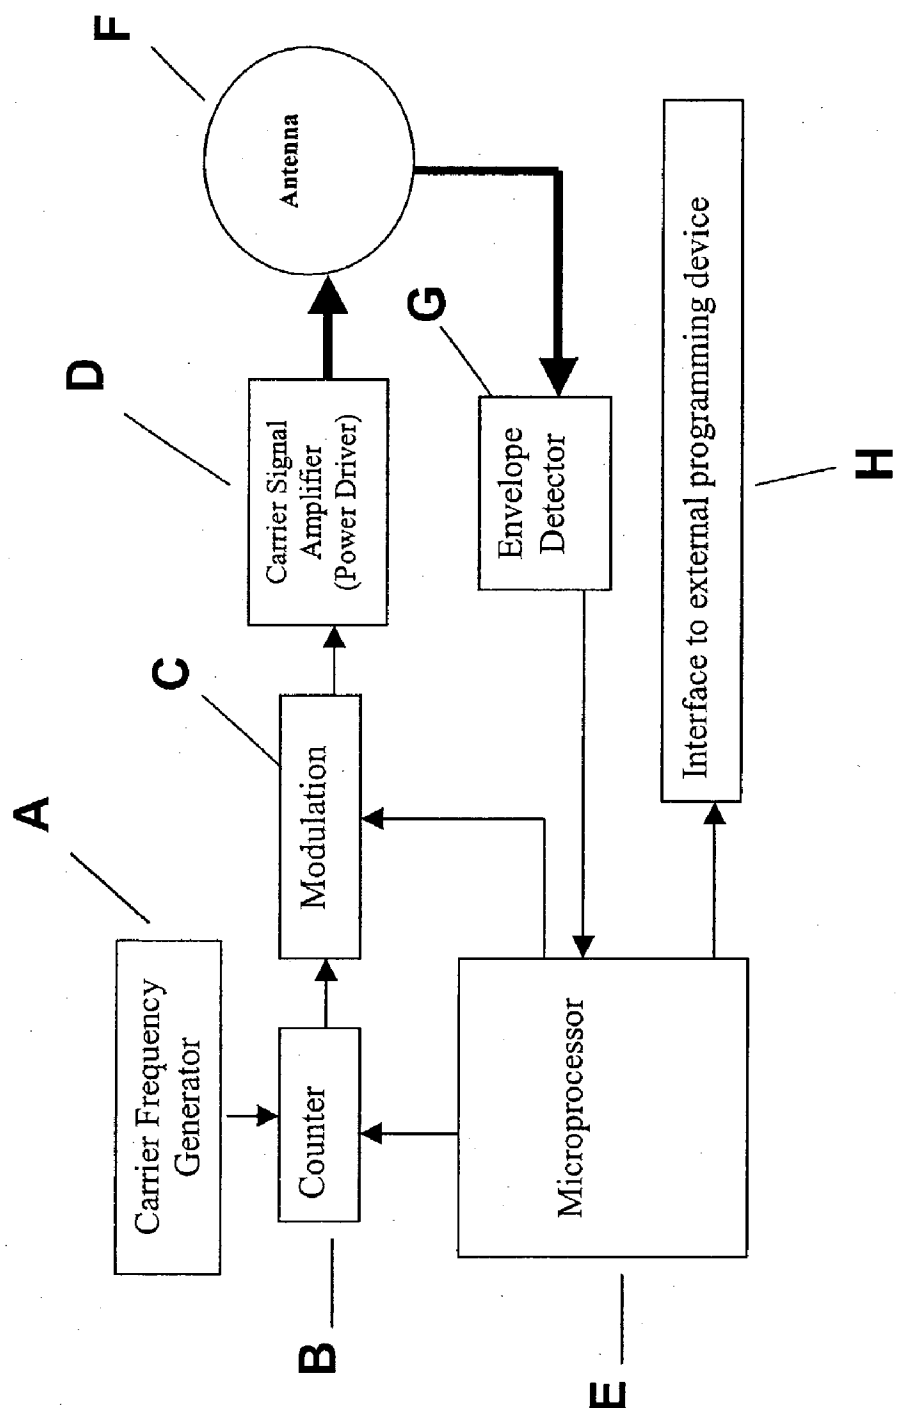 A
Carrier Frequency
Generator
B
Counter
C
Modulation
D
Carrier Signal
Amplifier
(Power Driver)
F
Antenna
G
Envelope
Detector
E
Microprocessor
H
Interface to external programming device